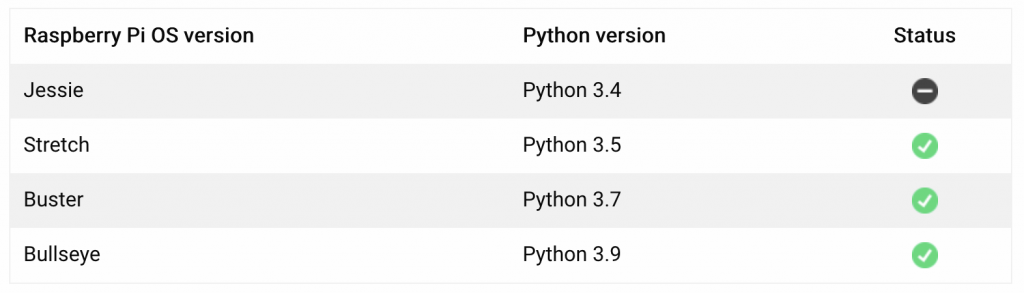 Raspberry Pi OS version Python version Status
Jessie Python 3.4
Stretch Python 3.5
Buster Python 3.7
Bullseye Python 3.9